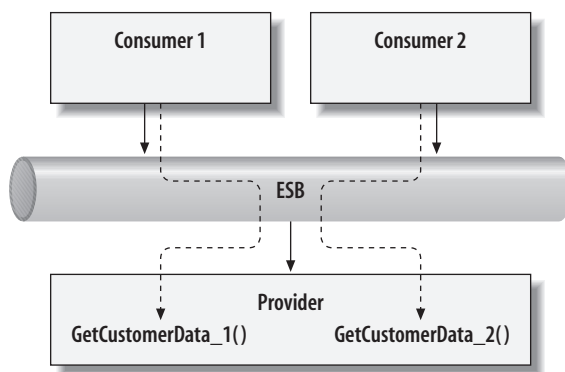 Consumer 1
Consumer 2
ESB
Provider
GetCustomerData_1()
GetCustomerData_2()